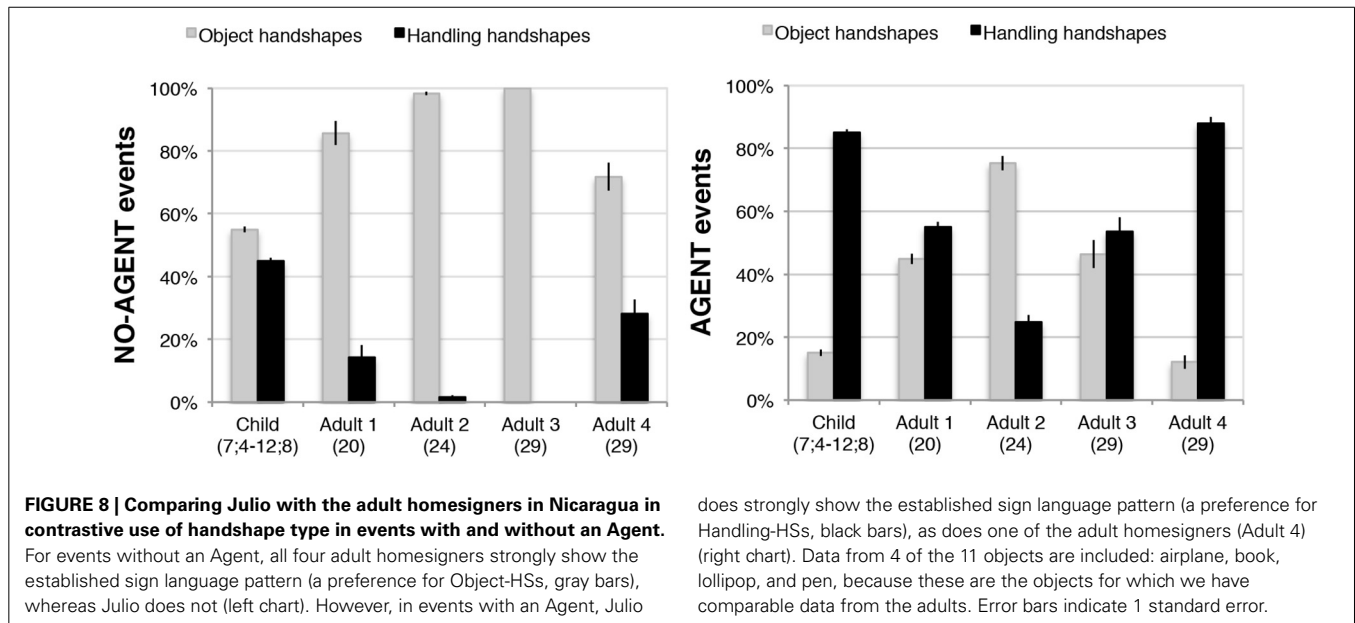 Object handshapes Handling handshapes
NO-AGENT events
100%
80%
60%
40%
20%
0%
Child Adult 1 Adult 2 Adult 3 Adult 4
(7;4-12;8) (20) (24) (29) (29)
Object handshapes Handling handshapes
AGENT events
100%
80%
60%
40%
20%
0%
Child Adult 1 Adult 2 Adult 3 Adult 4
(7;4-12;8) (20) (24) (29) (29)
FIGURE 8 | Comparing Julio with the adult homesigners in Nicaragua in
contrastive use of handshape type in events with and without an Agent.
For events without an Agent, all four adult homesigners strongly show the
established sign language pattern (a preference for Object-HSs, gray bars),
whereas Julio does not (left chart). However, in events with an Agent, Julio
does strongly show the established sign language pattern (a preference for
Handling-HSs, black bars), as does one of the adult homesigners (Adult 4)
(right chart). Data from 4 of the 11 objects are included: airplane, book,
lollipop, and pen, because these are the objects for which we have
comparable data from the adults. Error bars indicate 1 standard error.